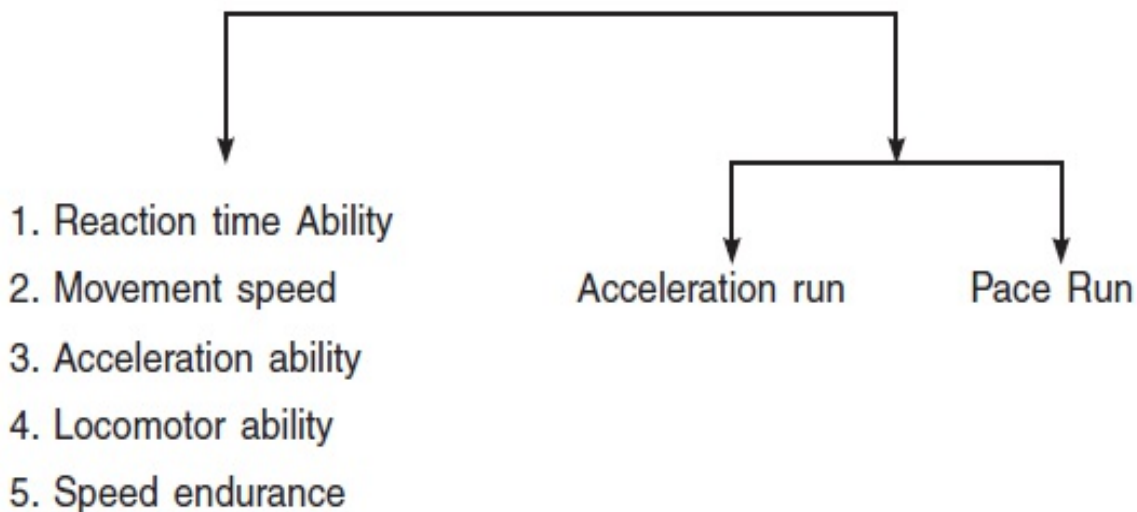 1. Reaction time Ability
2. Movement speed
3. Acceleration ability
4. Locomotor ability
5. Speed endurance
Acceleration run
Pace Run